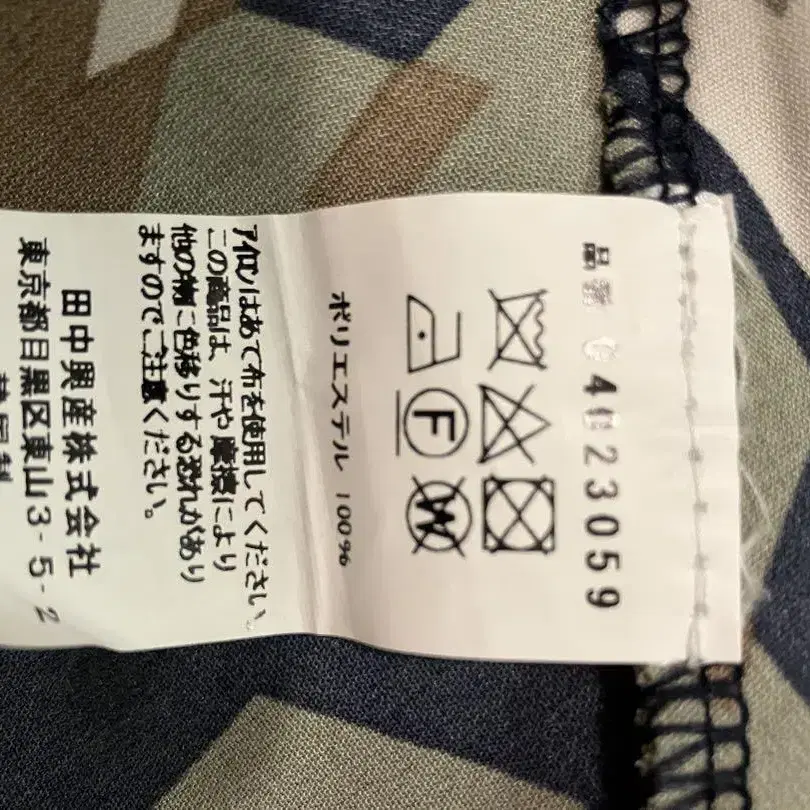 品番
4823059
F
W
ポリエステル 100%
アイロンはあて布を使用してください。
この商品は、汗や摩擦により
他の物に色移りする恐れがあり
ますのでご注意ください。
田中興産株式会社
東京都目黒区東山3-5-2